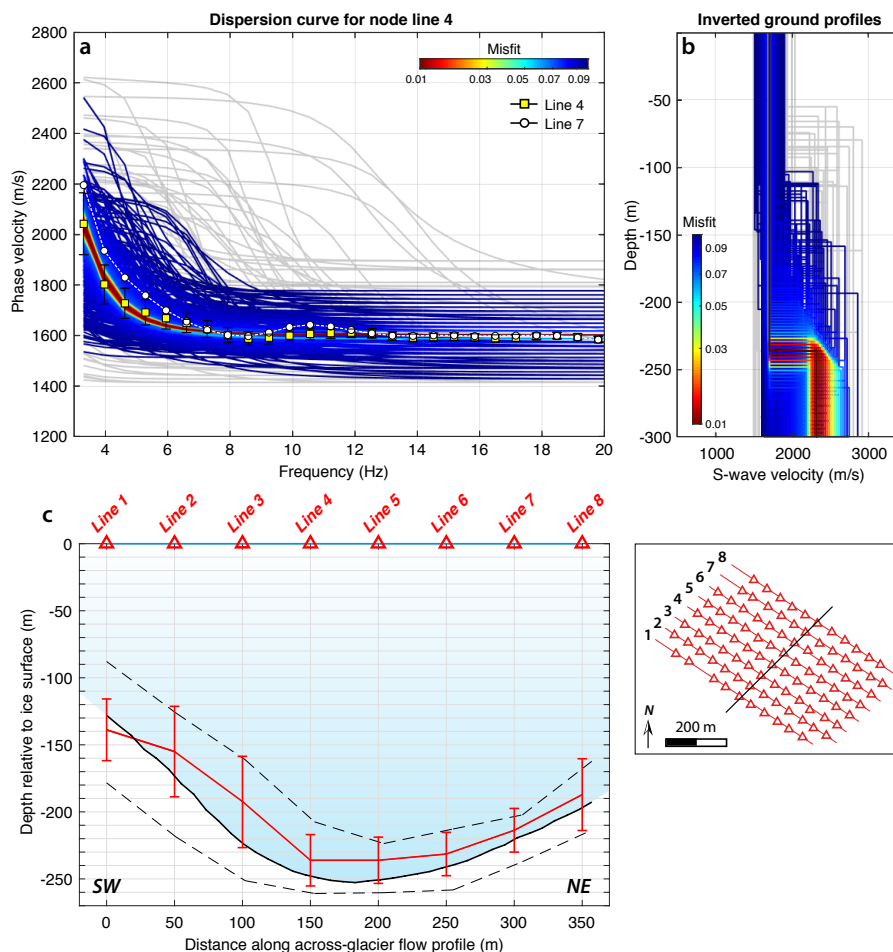 Dispersion curve for node line 4
a
Misfit
0.01 0.03 0.05 0.07 0.09
Line 4
Line 7
Phase velocity (m/s)
2800
2600
2400
2200
2000
1800
1600
1400
1200
4 6 8 10 12 14 16 18 20
Frequency (Hz)
Inverted ground profiles
b
Depth (m)
0
-50
-100
-150
-200
-250
-300
Misfit
0.09
0.07
0.05
0.03
0.01
1000 2000 3000
S-wave velocity (m/s)
c
Line 1 Line 2 Line 3 Line 4 Line 5 Line 6 Line 7 Line 8
Depth relative to ice surface (m)
0
-50
-100
-150
-200
-250
SW NE
0 50 100 150 200 250 300 350
Distance along across-glacier flow profile (m)
8
7
6
5
4
3
2
1
N
200 m